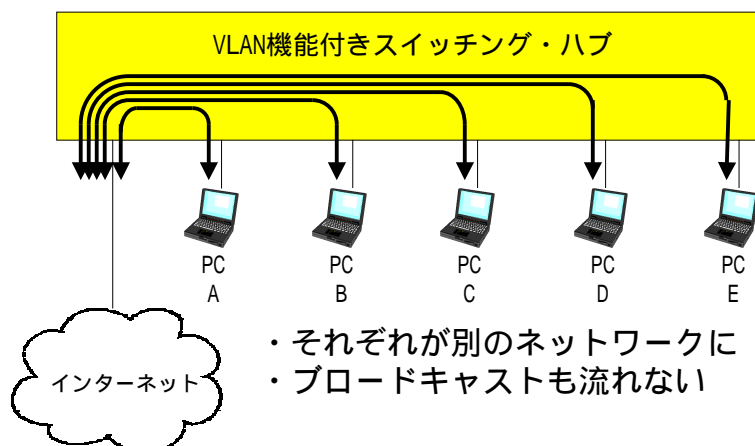 VLAN機能付きスイッチング・ハブ
PC PC PC PC PC
A B C D E
・それぞれが別のネットワークに
・ブロードキャストも流れない
インターネット